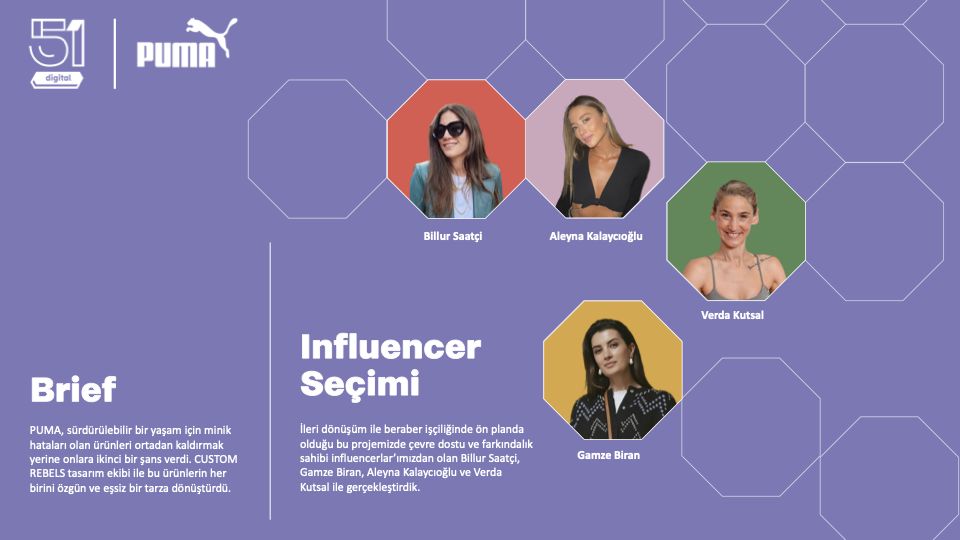 51
digital
PUMA
Billur Saatçi
Aleyna Kalaycıoğlu
Verda Kutsal
Gamze Biran
Brief
PUMA, sürdürülebilir bir yaşam için minik
hataları olan ürünleri ortadan kaldırmak
yerine onlara ikinci bir şans verdi. CUSTOM
REBELS tasarım ekibi ile bu ürünlerin her
birini özgün ve eşsiz bir tarza dönüştürdü.
Influencer
Seçimi
İleri dönüşüm ile beraber işçiliğinde ön planda
olduğu bu projemizde çevre dostu ve farkındalık
sahibi influencerlar’ımızdan olan Billur Saatçi,
Gamze Biran, Aleyna Kalaycıoğlu ve Verda
Kutsal ile gerçekleştirdik.